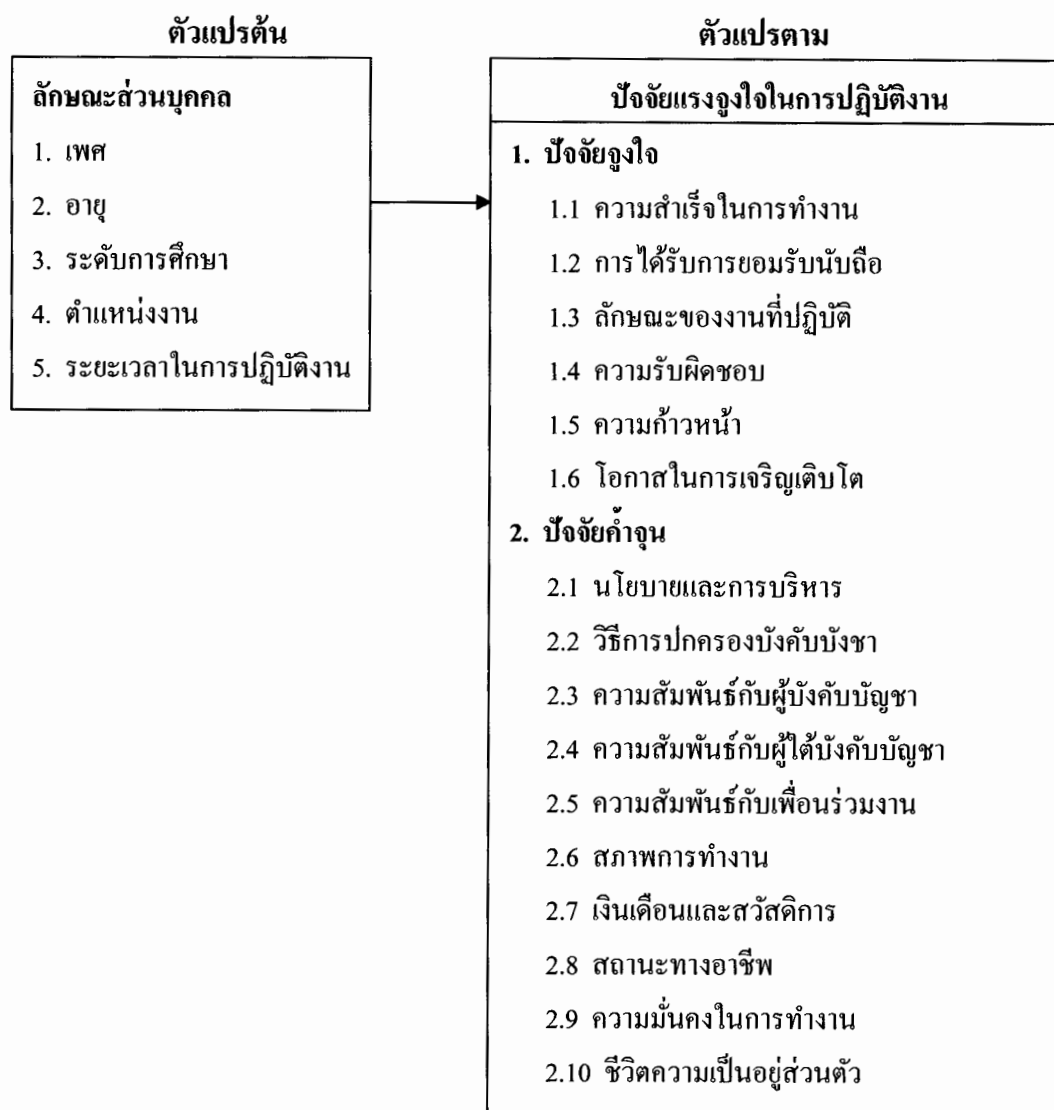 ตัวแปรต้น
ลักษณะส่วนบุคคล
1. เพศ
2. อายุ
3. ระดับการศึกษา
4. ตำแหน่งงาน
5. ระยะเวลาในการปฏิบัติงาน
ตัวแปรตาม
ปัจจัยแรงจูงใจในการปฏิบัติงาน
1. ปัจจัยจูงใจ
1.1 ความสำเร็จในการทำงาน
1.2 การได้รับการยอมรับนับถือ
1.3 ลักษณะของงานที่ปฏิบัติ
1.4 ความรับผิดชอบ
1.5 ความก้าวหน้า
1.6 โอกาสในการเจริญเติบโต
2. ปัจจัยค้ำจุน
2.1 นโยบายและการบริหาร
2.2 วิธีการปกครองบังคับบังชา
2.3 ความสัมพันธ์กับผู้บังคับบัญชา
2.4 ความสัมพันธ์กับผู้ใต้บังคับบัญชา
2.5 ความสัมพันธ์กับเพื่อนร่วมงาน
2.6 สภาพการทำงาน
2.7 เงินเดือนและสวัสดิการ
2.8 สถานะทางอาชีพ
2.9 ความมั่นคงในการทำงาน
2.10 ชีวิตความเป็นอยู่ส่วนตัว